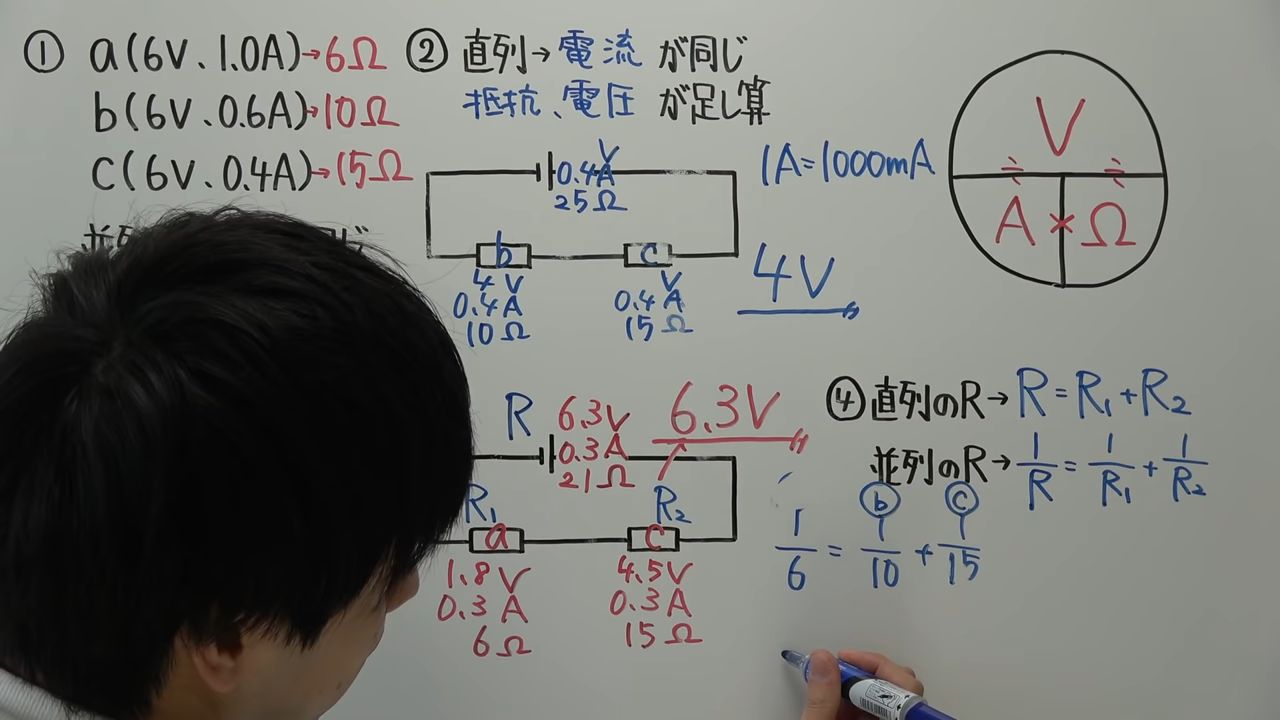 ① a(6V、1.0A)→6Ω
b(6V、0.6A)→10Ω
c(6V、0.4A)→15Ω
② 直列→電流 が同じ
抵抗、電圧 が足し算
V
0.4A
25Ω
b
4V
0.4A
10Ω
c
V
0.4A
15Ω
4V
1A=1000mA
V
÷ ÷
A×Ω
R
6.3V
0.3A
21Ω
6.3V
R₁
a
1.8V
0.3A
6Ω
R₂
c
4.5V
0.3A
15Ω
④ 直列のR→R=R₁+R₂
並列のR→1/R=1/R₁+1/R₂
ⓑ ⓒ
1/6=1/10+1/15